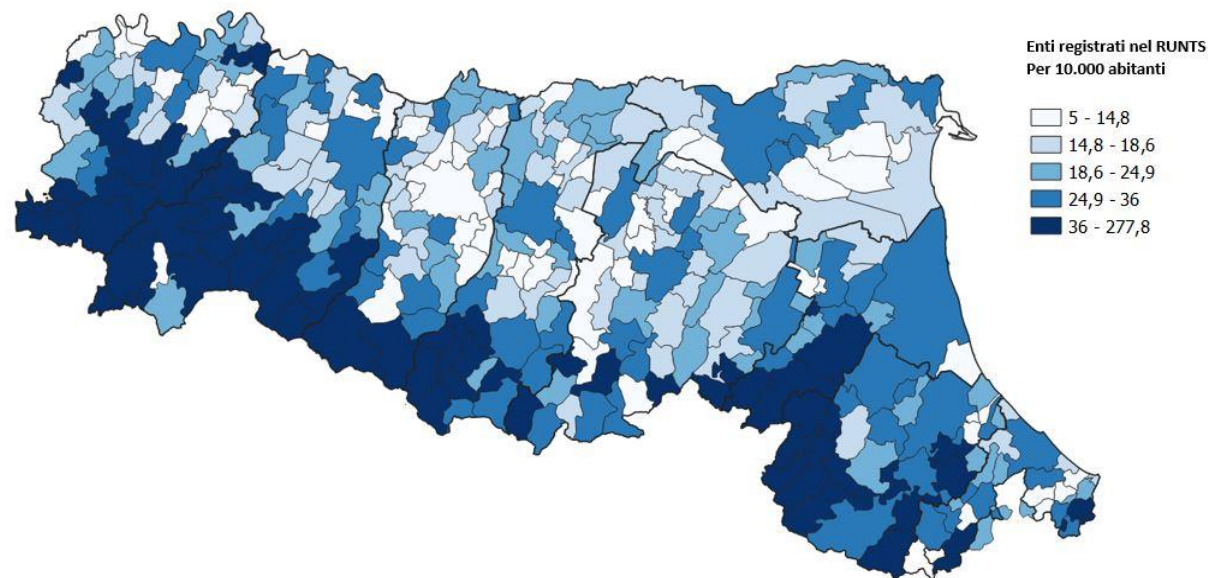 Enti registrati nel RUNTS
Per 10.000 abitanti
5 - 14,8
14,8 - 18,6
18,6 - 24,9
24,9 - 36
36 - 277,8